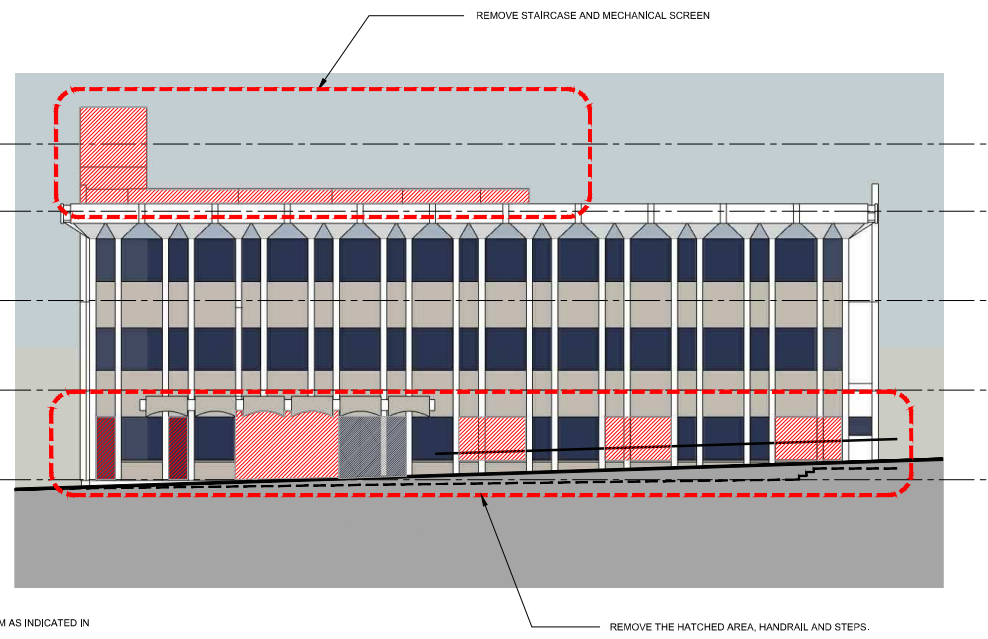 REMOVE STAIRCASE AND MECHANICAL SCREEN
M AS INDICATED IN
REMOVE THE HATCHED AREA, HANDRAIL AND STEPS.